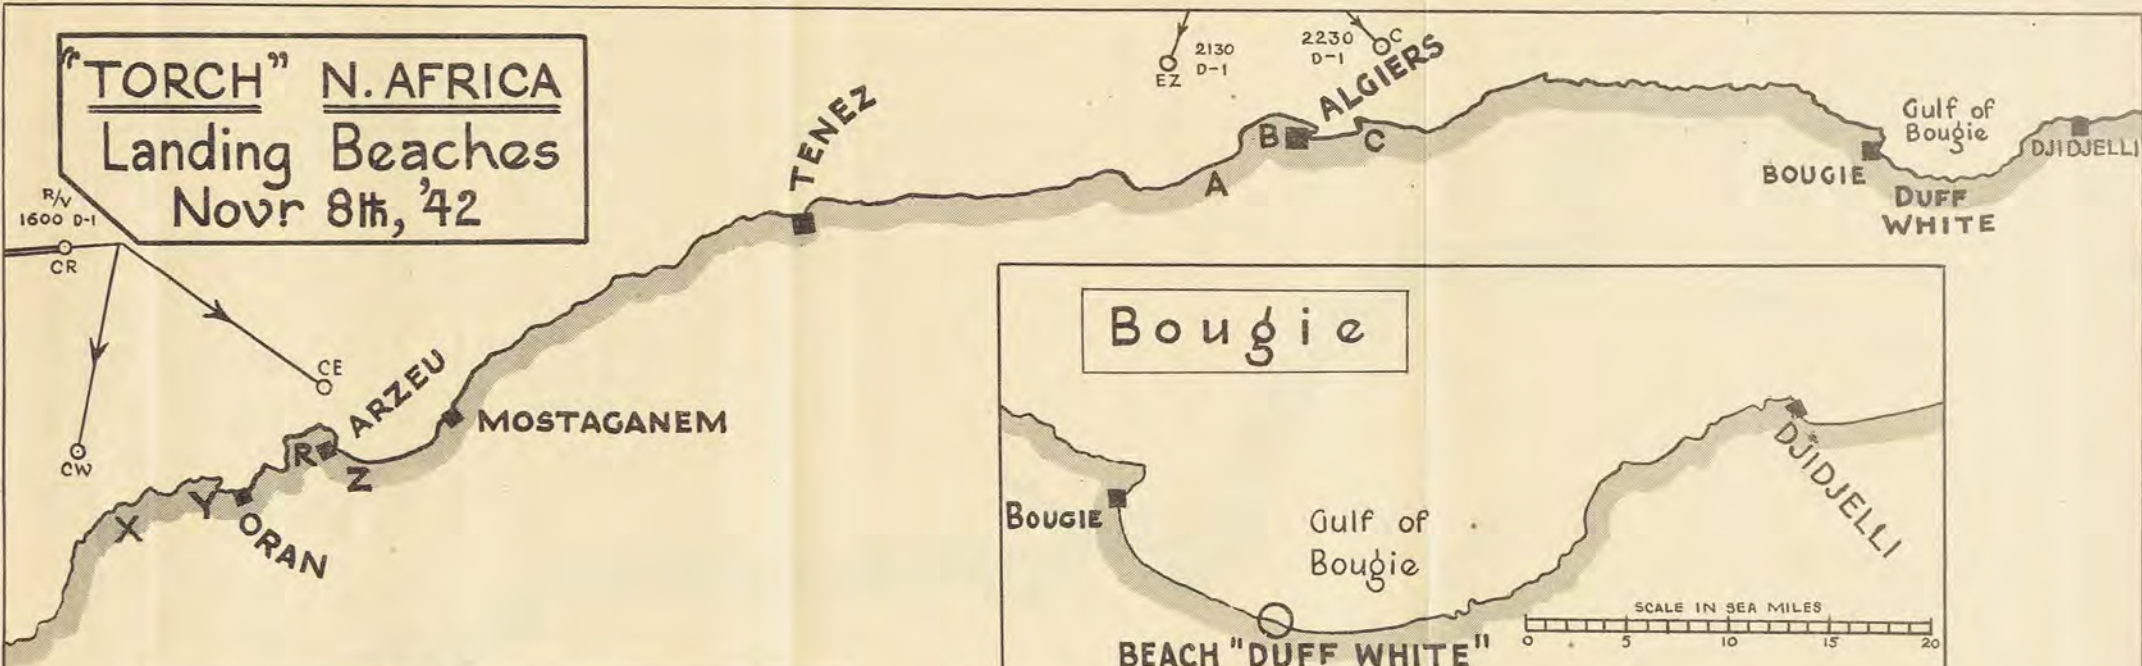 "TORCH" N. AFRICA
Landing Beaches
Novr 8th, '42
R/V
1600 D-1
CR
CW
CE
X
Y
ORAN
R
ARZEU
Z
MOSTAGANEM
TENEZ
EZ
2130
D-1
2230
D-1
C
A
B
ALGIERS
C
BOUGIE
Gulf of
Bougie
DUFF
WHITE
DJIDJELLI
Bougie
BOUGIE
Gulf of
Bougie
DJIDJELLI
BEACH "DUFF WHITE"
SCALE IN SEA MILES
0 5 10 15 20